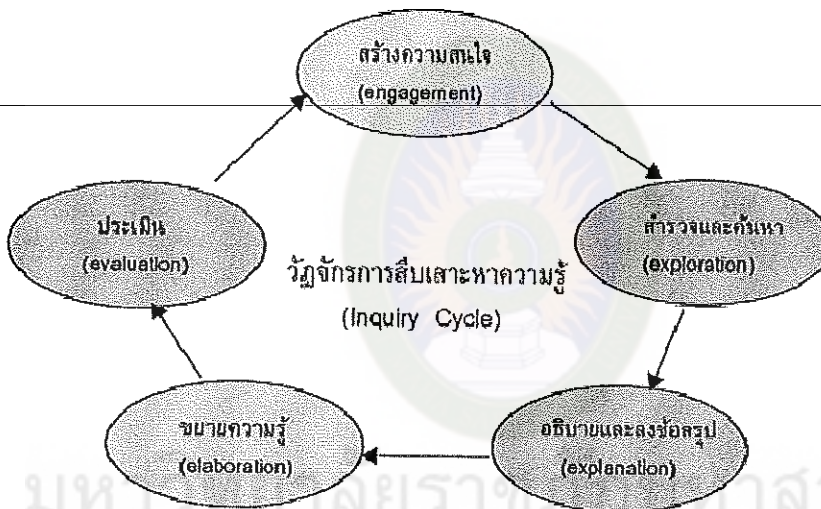 สร้างความสนใจ
(engagement)
สำรวจและค้นหา
(exploration)
อธิบายและลงข้อสรุป
(explanation)
ขยายความรู้
(elaboration)
ประเมิน
(evaluation)
วัฏจักรการสืบเสาะหาความรู้
(Inquiry Cycle)